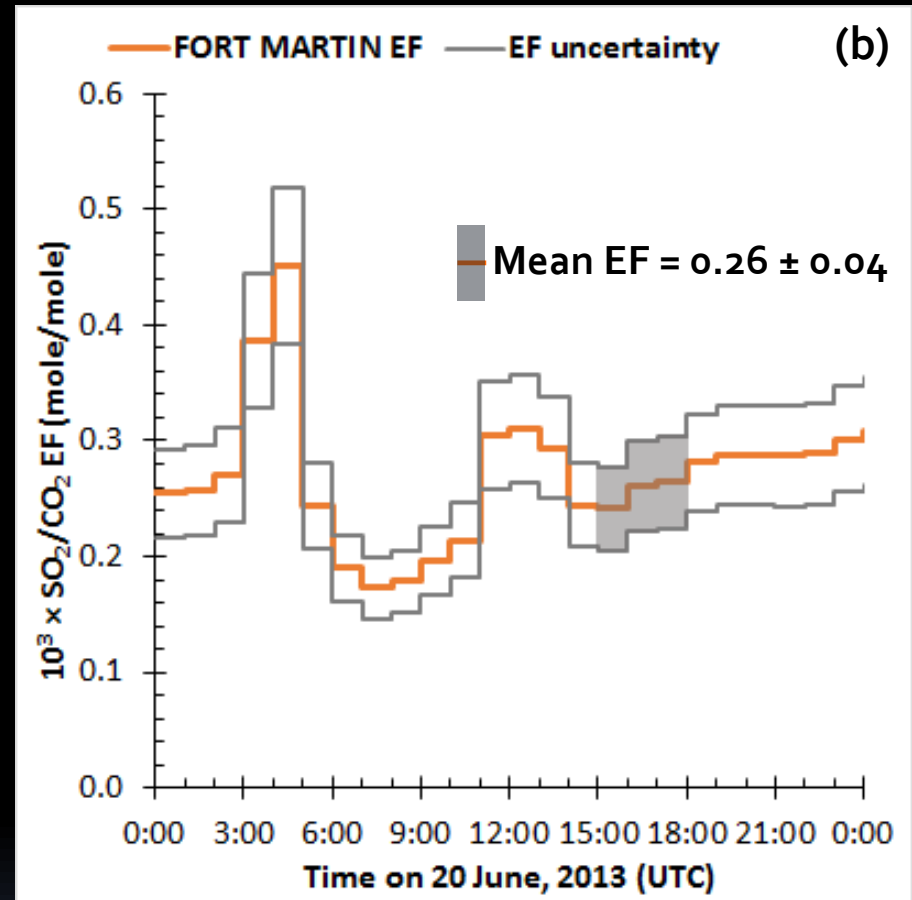 FORT MARTIN EF EF uncertainty (b)
0.6
0.5
0.4
0.3
0.2
0.1
0.0
10³ × SO₂/CO₂ EF (mole/mole)
Mean EF = 0.26 ± 0.04
0:00 3:00 6:00 9:00 12:00 15:00 18:00 21:00 0:00
Time on 20 June, 2013 (UTC)